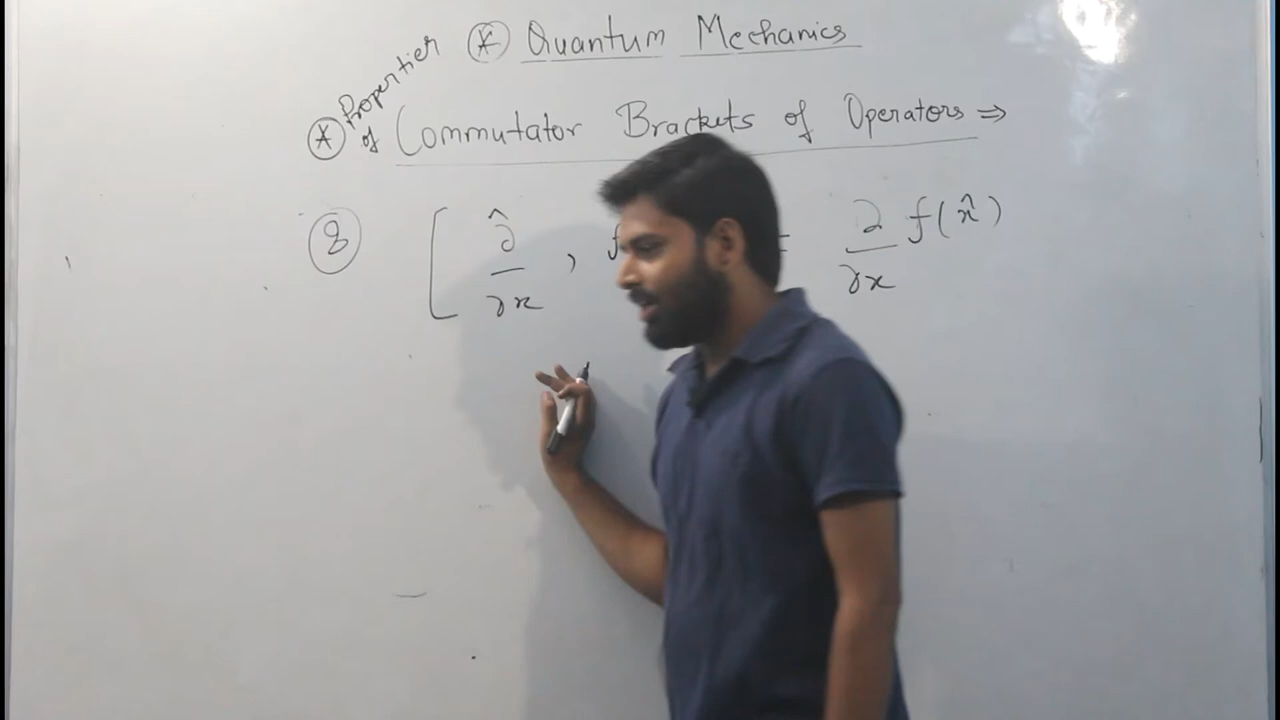 * Quantum Mechanics
* Properties of Commutator Brackets of Operators ⇒
8 [ ∂̂/∂x , f = ∂/∂x f(x̂)